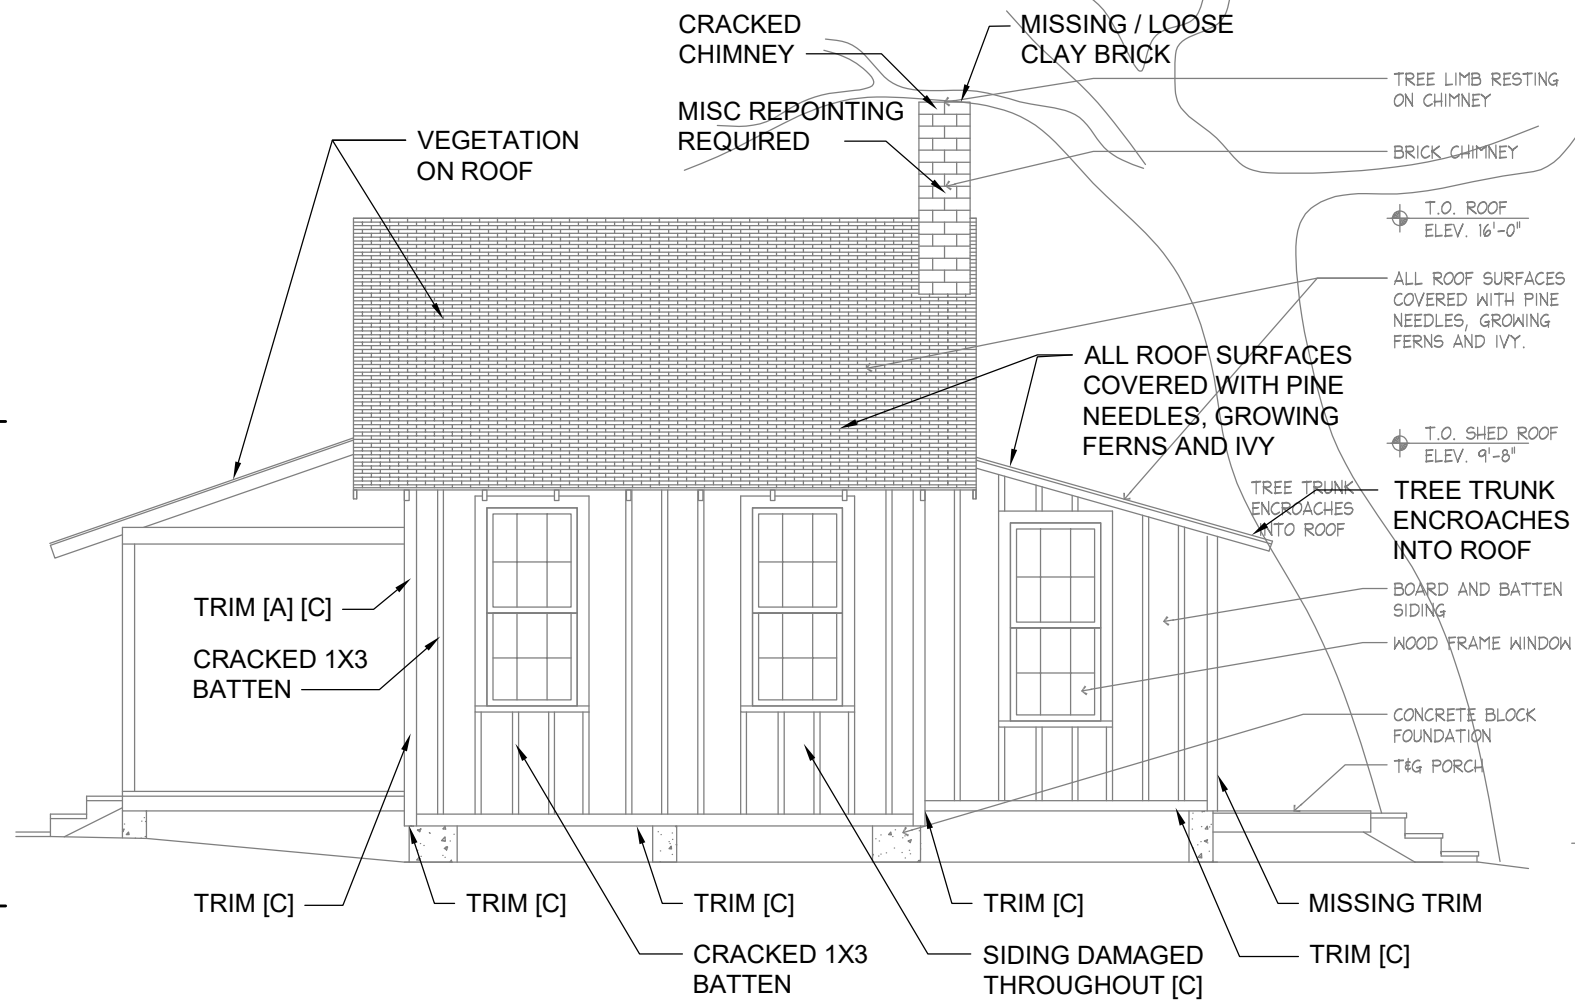 CRACKED
CHIMNEY
MISSING / LOOSE
CLAY BRICK
TREE LIMB RESTING
ON CHIMNEY
MISC REPOINTING
REQUIRED
VEGETATION
ON ROOF
BRICK CHIMNEY
T.O. ROOF
ELEV. 16'-0"
ALL ROOF SURFACES
COVERED WITH PINE
NEEDLES, GROWING
FERNS AND IVY.
ALL ROOF SURFACES
COVERED WITH PINE
NEEDLES, GROWING
FERNS AND IVY
T.O. SHED ROOF
ELEV. 9'-8"
TREE TRUNK
ENCROACHES
INTO ROOF
TREE TRUNK
ENCROACHES
INTO ROOF
TRIM [A] [C]
BOARD AND BATTEN
SIDING
CRACKED 1X3
BATTEN
WOOD FRAME WINDOW
CONCRETE BLOCK
FOUNDATION
T&G PORCH
TRIM [C]
TRIM [C]
TRIM [C]
TRIM [C]
MISSING TRIM
CRACKED 1X3
BATTEN
SIDING DAMAGED
THROUGHOUT [C]
TRIM [C]